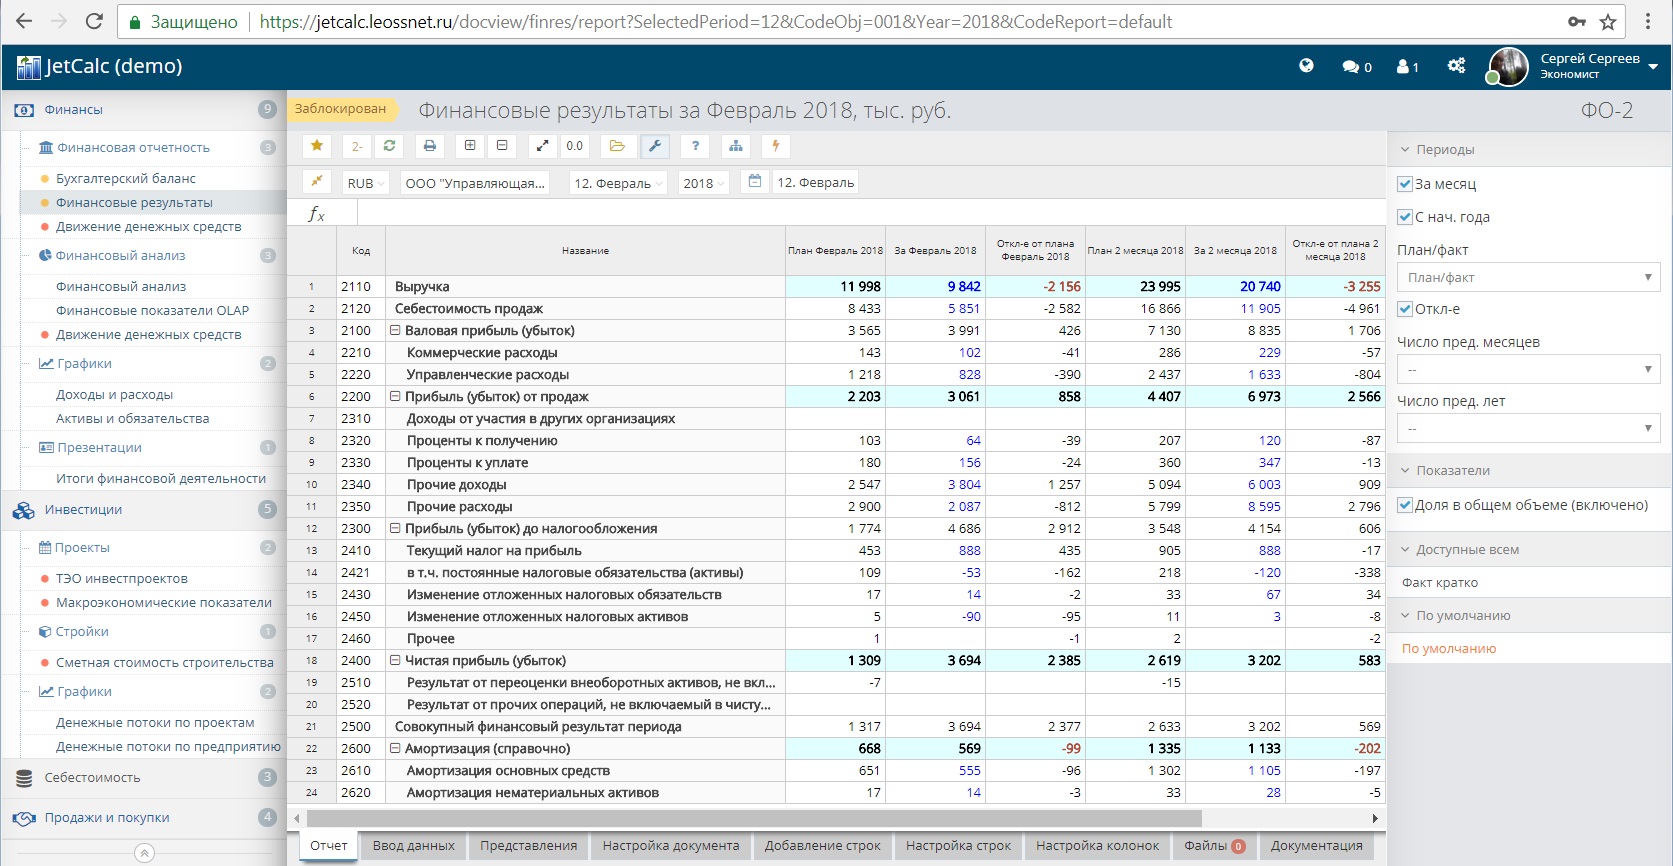 Защищено https://jetcalc.leossnet.ru/docview/finres/report?SelectedPeriod=12&CodeObj=001&Year=2018&CodeReport=default
JetCalc (demo) 0 1 Сергей Сергеев
Экономист
Финансы 9
Финансовая отчетность 3
Бухгалтерский баланс
Финансовые результаты
Движение денежных средств
Финансовый анализ 3
Финансовый анализ
Финансовые показатели OLAP
Движение денежных средств
Графики 2
Доходы и расходы
Активы и обязательства
Презентации 1
Итоги финансовой деятельности
Инвестиции 5
Проекты 2
ТЭО инвестпроектов
Макроэкономические показатели
Стройки 1
Сметная стоимость строительства
Графики 2
Денежные потоки по проектам
Денежные потоки по предприятию
Себестоимость 3
Продажи и покупки 4
Заблокирован Финансовые результаты за Февраль 2018, тыс. руб. ФО-2
2- 0.0 ?
RUB ООО "Управляющая... 12. Февраль 2018 12. Февраль
fx
Код Название План Февраль 2018 За Февраль 2018 Откл-е от плана Февраль 2018 План 2 месяца 2018 За 2 месяца 2018 Откл-е от плана 2 месяца 2018
1 2110 Выручка 11 998 9 842 -2 156 23 995 20 740 -3 255
2 2120 Себестоимость продаж 8 433 5 851 -2 582 16 866 11 905 -4 961
3 2100 Валовая прибыль (убыток) 3 565 3 991 426 7 130 8 835 1 706
4 2210 Коммерческие расходы 143 102 -41 286 229 -57
5 2220 Управленческие расходы 1 218 828 -390 2 437 1 633 -804
6 2200 Прибыль (убыток) от продаж 2 203 3 061 858 4 407 6 973 2 566
7 2310 Доходы от участия в других организациях
8 2320 Проценты к получению 103 64 -39 207 120 -87
9 2330 Проценты к уплате 180 156 -24 360 347 -13
10 2340 Прочие доходы 2 547 3 804 1 257 5 094 6 003 909
11 2350 Прочие расходы 2 900 2 087 -812 5 799 8 595 2 796
12 2300 Прибыль (убыток) до налогообложения 1 774 4 686 2 912 3 548 4 154 606
13 2410 Текущий налог на прибыль 453 888 435 905 888 -17
14 2421 в т.ч. постоянные налоговые обязательства (активы) 109 -53 -162 218 -120 -338
15 2430 Изменение отложенных налоговых обязательств 17 14 -2 33 67 34
16 2450 Изменение отложенных налоговых активов 5 -90 -95 11 3 -8
17 2460 Прочее 1 -1 2 -2
18 2400 Чистая прибыль (убыток) 1 309 3 694 2 385 2 619 3 202 583
19 2510 Результат от переоценки внеоборотных активов, не вкл... -7 -15
20 2520 Результат от прочих операций, не включаемый в чисту...
21 2500 Совокупный финансовый результат периода 1 317 3 694 2 377 2 633 3 202 569
22 2600 Амортизация (справочно) 668 569 -99 1 335 1 133 -202
23 2610 Амортизация основных средств 651 555 -96 1 302 1 105 -197
24 2620 Амортизация нематериальных активов 17 14 -3 33 28 -5
Отчет Ввод данных Представления Настройка документа Добавление строк Настройка строк Настройка колонок Файлы 0 Документация
Периоды
За месяц
С нач. года
План/факт
План/факт
Откл-е
Число пред. месяцев
--
Число пред. лет
--
Показатели
Доля в общем объеме (включено)
Доступные всем
Факт кратко
По умолчанию
По умолчанию